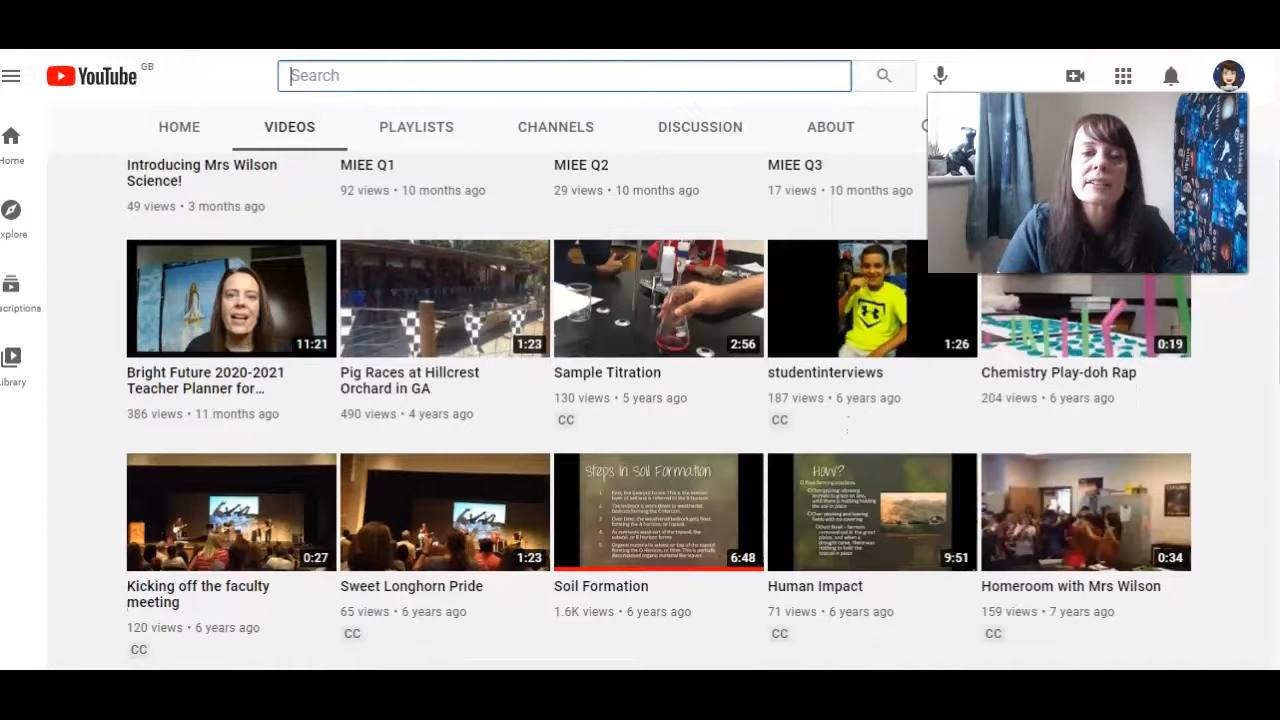 YouTube GB
Search
HOME VIDEOS PLAYLISTS CHANNELS DISCUSSION ABOUT
Introducing Mrs Wilson Science!
49 views • 3 months ago
MIEE Q1
92 views • 10 months ago
MIEE Q2
29 views • 10 months ago
MIEE Q3
17 views • 10 months ago
Home
xplore
scriptions
Library
11:21
Bright Future 2020-2021
Teacher Planner for...
386 views • 11 months ago
1:23
Pig Races at Hillcrest
Orchard in GA
490 views • 4 years ago
2:56
Sample Titration
130 views • 5 years ago
CC
1:26
studentinterviews
187 views • 6 years ago
CC
0:19
Chemistry Play-doh Rap
204 views • 6 years ago
0:27
Kicking off the faculty
meeting
120 views • 6 years ago
CC
1:23
Sweet Longhorn Pride
65 views • 6 years ago
CC
Steps in Soil Formation
6:48
Soil Formation
1.6K views • 6 years ago
How?
9:51
Human Impact
71 views • 6 years ago
CC
0:34
Homeroom with Mrs Wilson
159 views • 7 years ago
CC